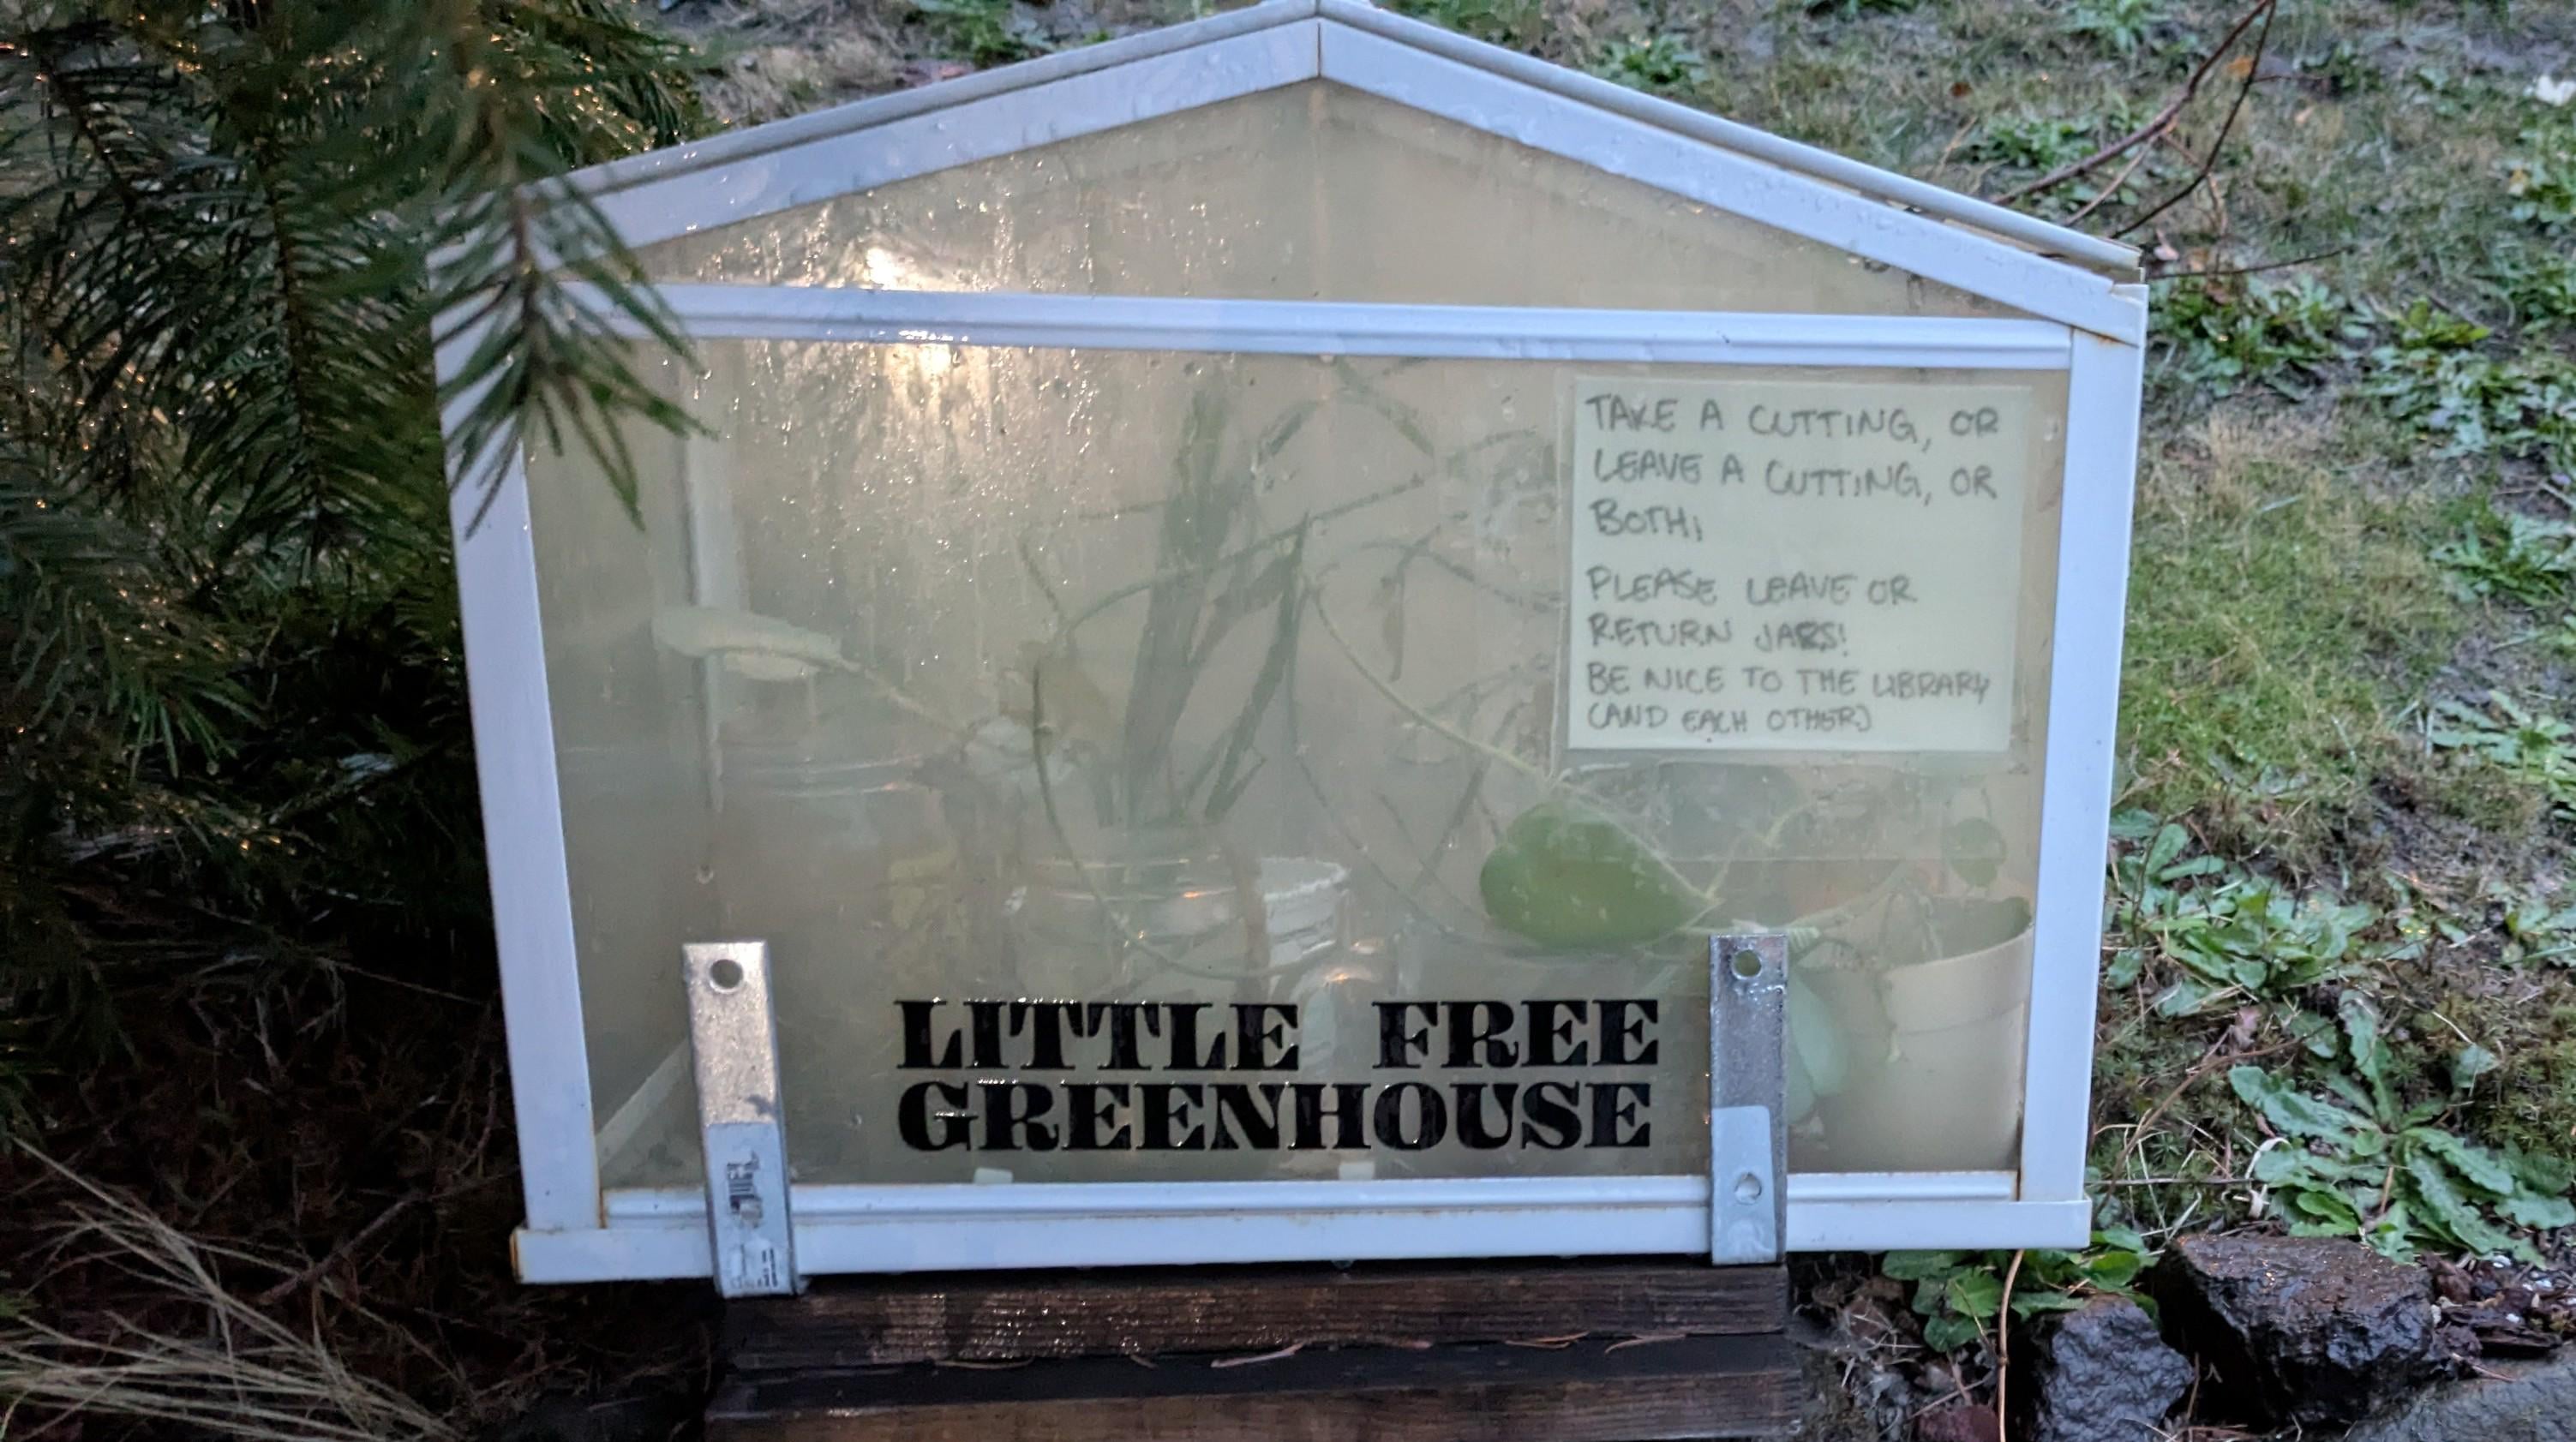 TAKE A CUTTING, OR
LEAVE A CUTTING, OR
BOTH!
PLEASE LEAVE OR
RETURN JARS!
BE NICE TO THE LIBRARY
(AND EACH OTHER)
LITTLE FREE
GREENHOUSE